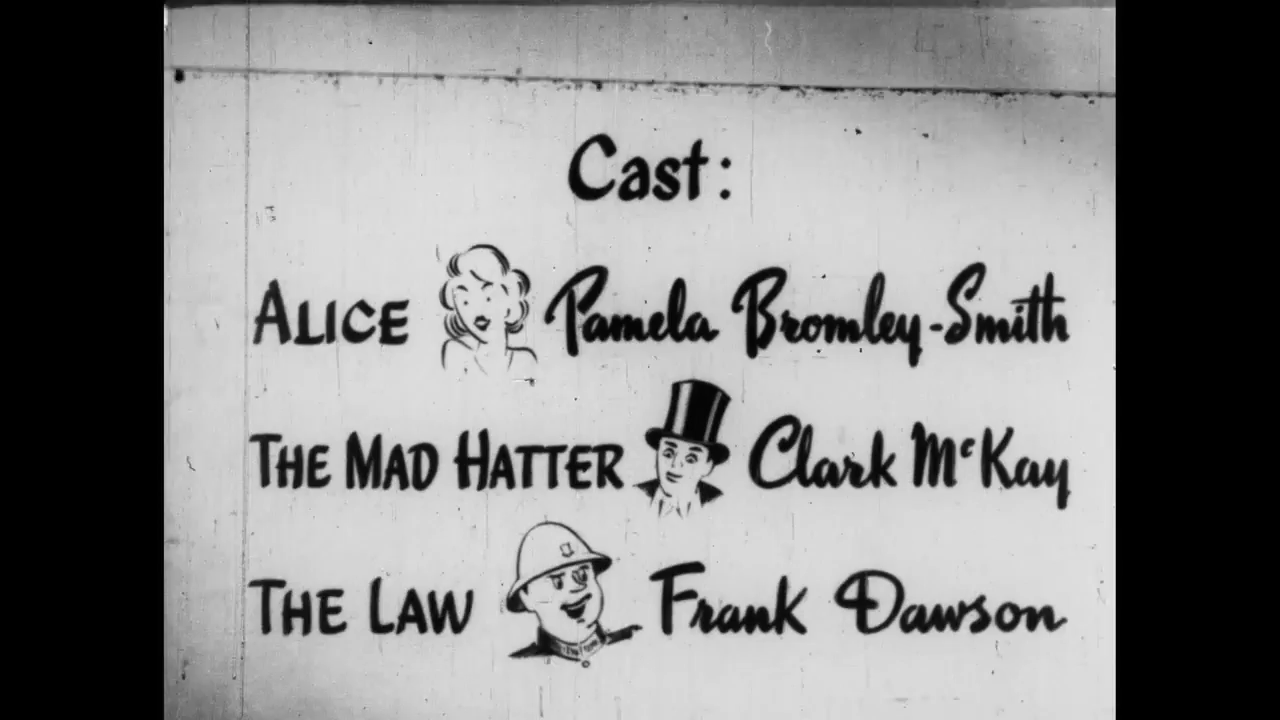 Cast:
ALICE Pamela Bromley-Smith
THE MAD HATTER Clark McKay
THE LAW Frank Dawson